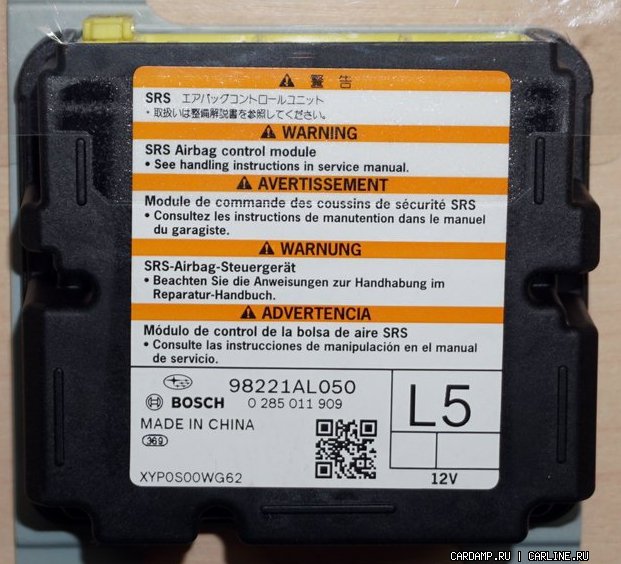 警告
SRS エアバッグコントロールユニット
・取扱いは整備解説書を参照してください。
WARNING
SRS Airbag control module
• See handling instructions in service manual.
AVERTISSEMENT
Module de commande des coussins de sécurité SRS
• Consultez les instructions de manutention dans le manuel
du garagiste.
WARNUNG
SRS-Airbag-Steuergerät
• Beachten Sie die Anweisungen zur Handhabung im
Reparatur-Handbuch.
ADVERTENCIA
Módulo de control de la bolsa de aire SRS
• Consulte las instrucciones de manipulación en el manual
de servicio.
98221AL050
BOSCH 0 285 011 909
MADE IN CHINA
369
XYP0S00WG62
L5
12V
CARDAMP.RU | CARLINE.RU